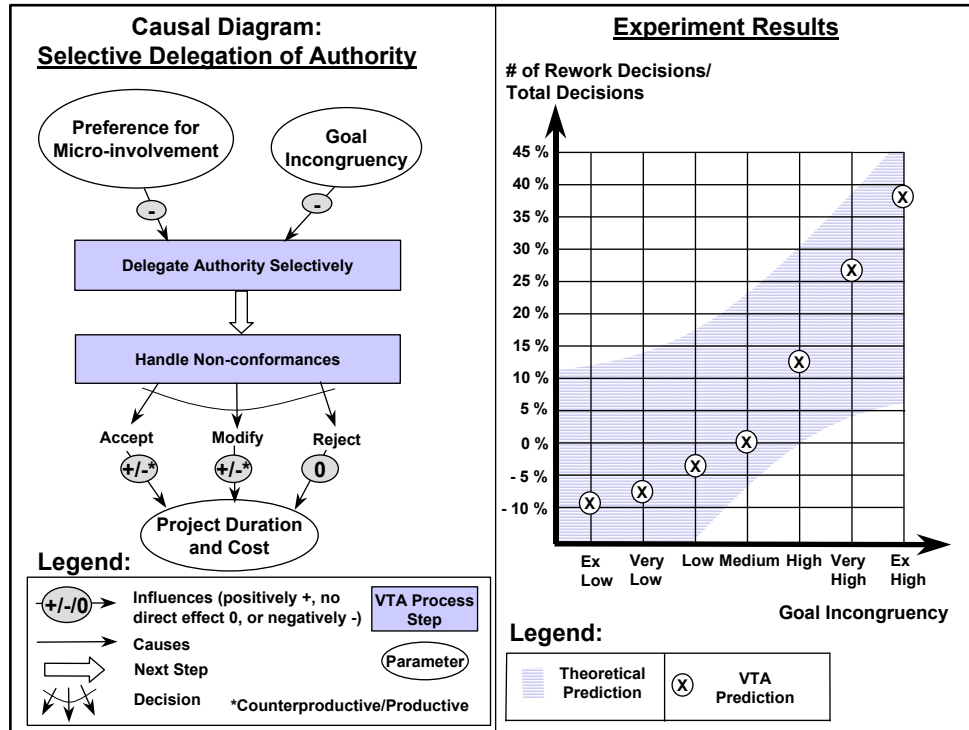 Causal Diagram:
Selective Delegation of Authority
Preference for
Micro-involvement
Goal
Incongruency
-
-
Delegate Authority Selectively
Handle Non-conformances
Accept
Modify
Reject
+/-*
+/-*
0
Project Duration
and Cost
Legend:
+/-/0
Influences (positively +, no
direct effect 0, or negatively -)
Causes
Next Step
Decision
VTA Process
Step
Parameter
*Counterproductive/Productive
Experiment Results
# of Rework Decisions/
Total Decisions
45 %
40 %
35 %
30 %
25 %
20 %
15 %
10 %
5 %
0 %
- 5 %
- 10 %
X
X
X
X
X
X
X
Ex
Low
Very
Low
Low
Medium
High
Very
High
Ex
High
Goal Incongruency
Legend:
Theoretical
Prediction
X
VTA
Prediction